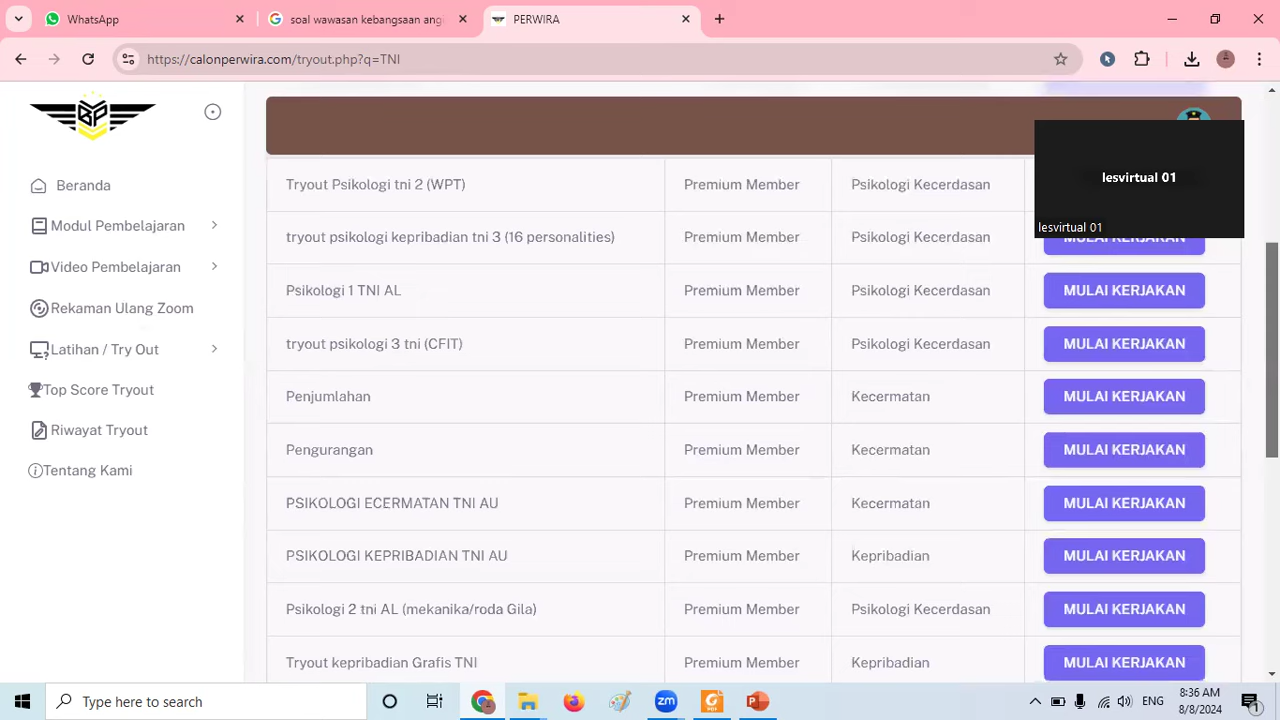 WhatsApp
soal wawasan kebangsaan ang
PERWIRA
https://calonperwira.com/tryout.php?q=TNI
BP
Beranda
Modul Pembelajaran
Video Pembelajaran
Rekaman Ulang Zoom
Latihan / Try Out
Top Score Tryout
Riwayat Tryout
Tentang Kami
lesvirtual 01
lesvirtual 01
Tryout Psikologi tni 2 (WPT) Premium Member Psikologi Kecerdasan
tryout psikologi kepribadian tni 3 (16 personalities) Premium Member Psikologi Kecerdasan MULAI KERJAKAN
Psikologi 1 TNI AL Premium Member Psikologi Kecerdasan MULAI KERJAKAN
tryout psikologi 3 tni (CFIT) Premium Member Psikologi Kecerdasan MULAI KERJAKAN
Penjumlahan Premium Member Kecermatan MULAI KERJAKAN
Pengurangan Premium Member Kecermatan MULAI KERJAKAN
PSIKOLOGI ECERMATAN TNI AU Premium Member Kecermatan MULAI KERJAKAN
PSIKOLOGI KEPRIBADIAN TNI AU Premium Member Kepribadian MULAI KERJAKAN
Psikologi 2 tni AL (mekanika/roda Gila) Premium Member Psikologi Kecerdasan MULAI KERJAKAN
Tryout kepribadian Grafis TNI Premium Member Kepribadian MULAI KERJAKAN
Type here to search
zm
ENG
8:36 AM
8/8/2024